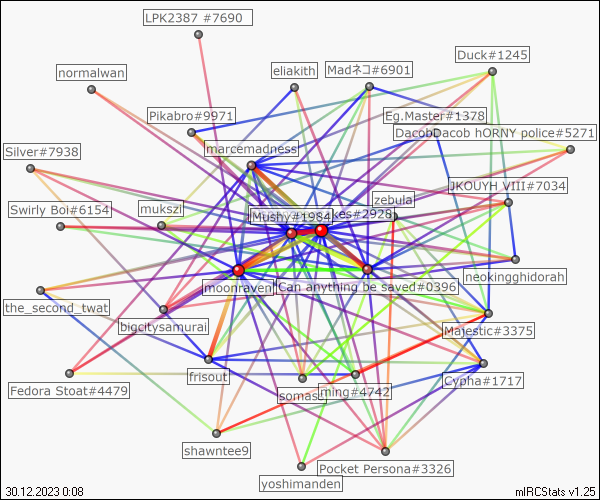 LPK2387 #7690
Duck#1245
normalwan
eliakith
Madネコ#6901
Pikabro#9971
Eg.Master#1378
DacobDacob hORNY police#5271
marcemadness
Silver#7938
JKOUYH VIII#7034
zebula
Swirly Boi#6154
mukszi
Mushy#1984
kes#2928
neokingghidorah
moonraven
Can anything be saved#0396
the_second_twat
bigcitysamurai
Majestic#3375
frisout
Cypha#1717
Fedora Stoat#4479
somasu
ming#4742
shawntee9
Pocket Persona#3326
yoshimanden
30.12.2023 0:08
mIRCStats v1.25